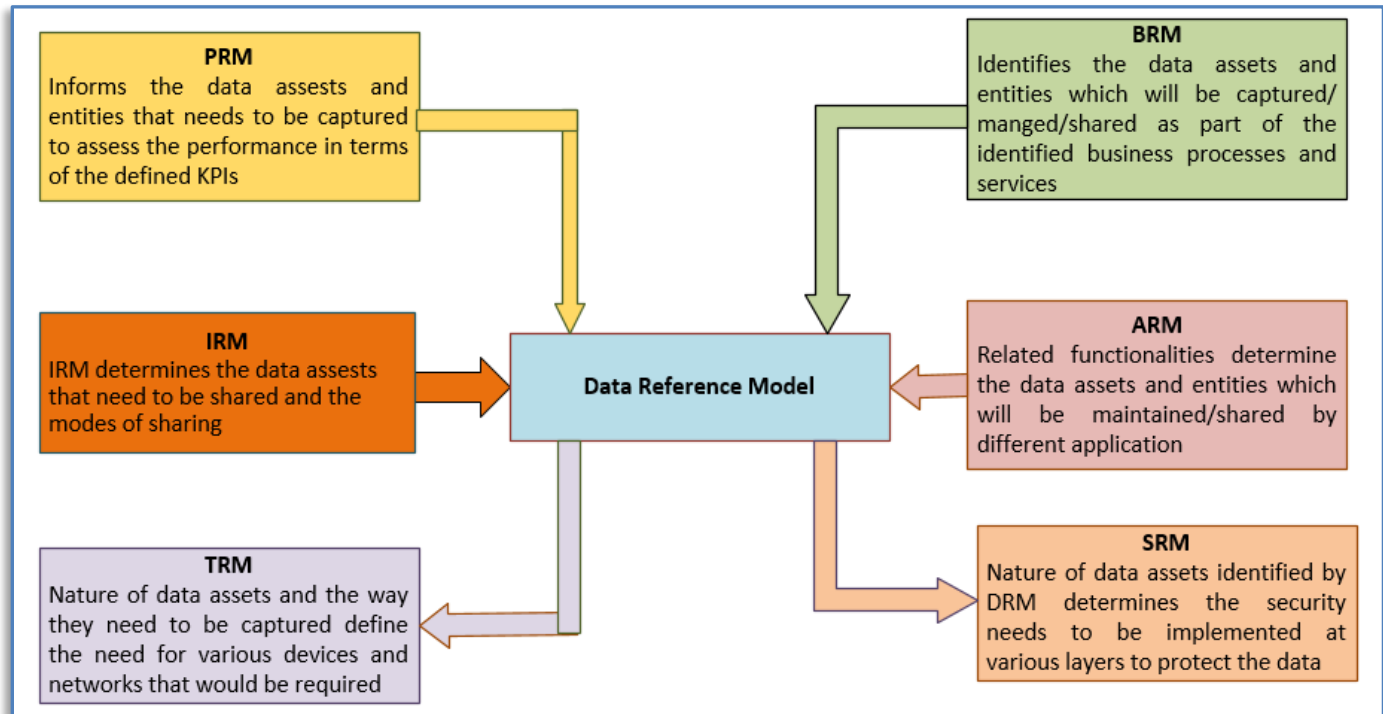 PRM
Informs the data assests and
entities that needs to be captured
to assess the performance in terms
of the defined KPIs
BRM
Identifies the data assets and
entities which will be captured/
manged/shared as part of the
identified business processes and
services
IRM
IRM determines the data assests
that need to be shared and the
modes of sharing
Data Reference Model
ARM
Related functionalities determine
the data assets and entities which
will be maintained/shared by
different application
TRM
Nature of data assets and the way
they need to be captured define
the need for various devices and
networks that would be required
SRM
Nature of data assets identified by
DRM determines the security
needs to be implemented at
various layers to protect the data